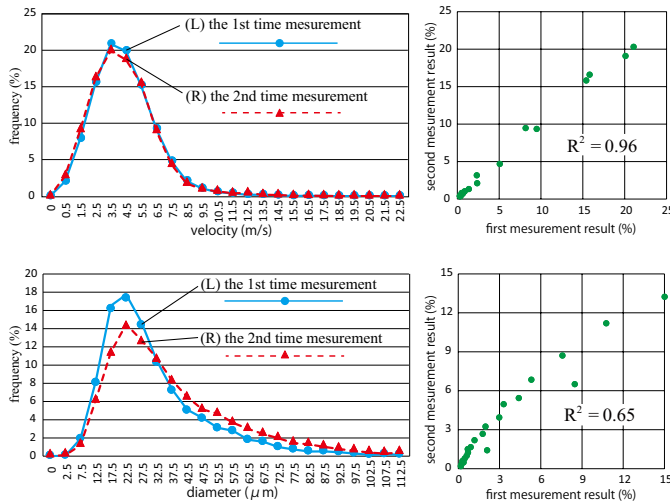 (L) the 1st time mesurement
(R) the 2nd time mesurement
frequency (%)
25
20
15
10
5
0
0 0.5 1.5 2.5 3.5 4.5 5.5 6.5 7.5 8.5 9.5 10.5 11.5 12.5 13.5 14.5 15.5 16.5 17.5 18.5 19.5 20.5 21.5 22.5
velocity (m/s)
second mesurement result (%)
25
20
15
10
5
0
R² = 0.96
0 5 10 15 20 25
first mesurement result (%)
(L) the 1st time mesurement
(R) the 2nd time mesurement
frequency (%)
20
18
16
14
12
10
8
6
4
2
0
0 2.5 7.5 12.5 17.5 22.5 27.5 32.5 37.5 42.5 47.5 52.5 57.5 62.5 67.5 72.5 77.5 82.5 87.5 92.5 97.5 102.5 107.5 112.5
diameter (μm)
second mesurement result (%)
15
12
9
6
3
0
R² = 0.65
0 3 6 9 12 15
first mesurement result (%)